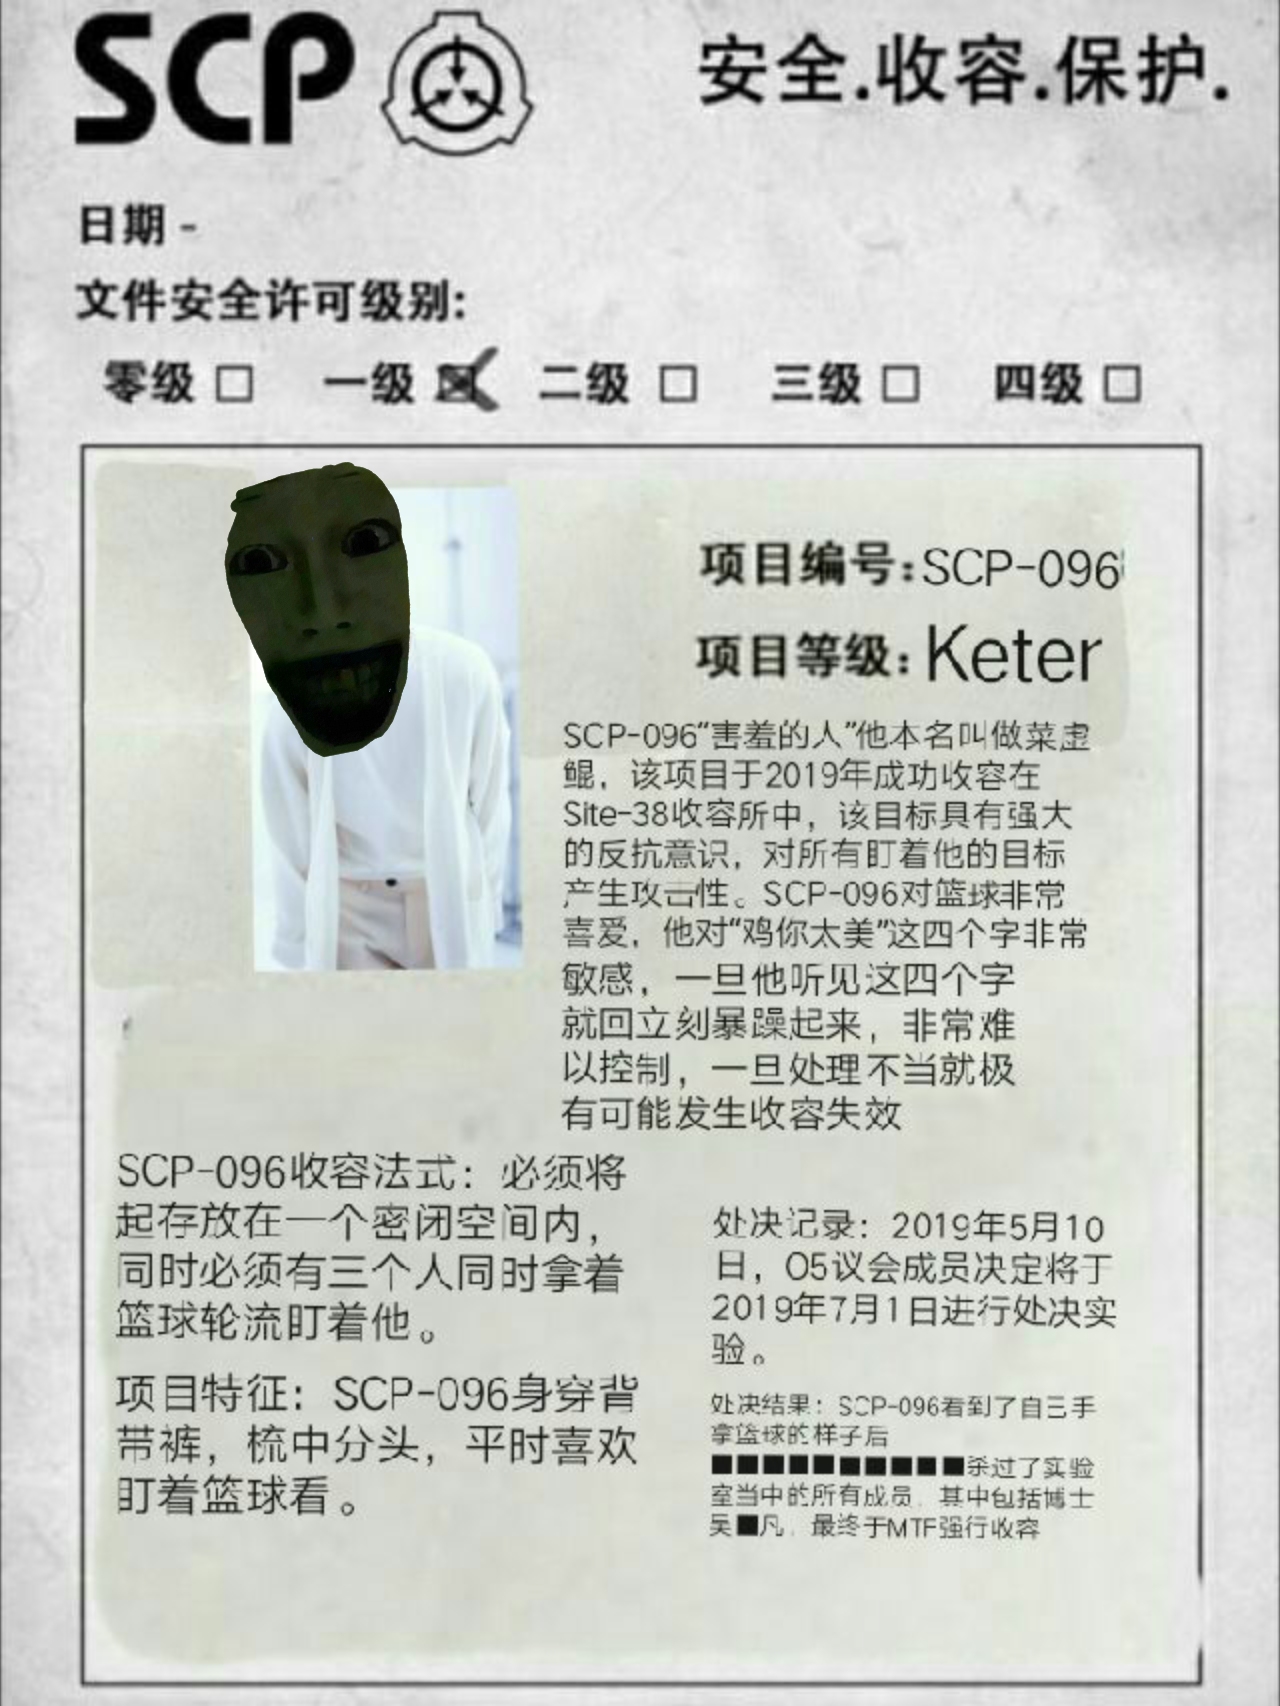 SCP
安全.收容.保护.
日期 -
文件安全许可级别:
零级 □ 一级 ☒ 二级 □ 三级 □ 四级 □
项目编号:SCP-096
项目等级:Keter
SCP-096“害羞的人”他本名叫做菜虚
鲲，该项目于2019年成功收容在
Site-38收容所中，该目标具有强大
的反抗意识，对所有盯着他的目标
产生攻击性。SCP-096对篮球非常
喜爱，他对“鸡你太美”这四个字非常
敏感，一旦他听见这四个字
就回立刻暴躁起来，非常难
以控制，一旦处理不当就极
有可能发生收容失效
SCP-096收容法式：必须将
起存放在一个密闭空间内，
同时必须有三个人同时拿着
篮球轮流盯着他。
项目特征：SCP-096身穿背
带裤，梳中分头，平时喜欢
盯着篮球看。
处决记录：2019年5月10
日，O5议会成员决定将于
2019年7月1日进行处决实
验。
处决结果：SCP-096看到了自己手
拿篮球的样子后
■■■■■■■■■■■杀过了实验
室当中的所有成员，其中包括博士
吴■凡，最终于MTF强行收容